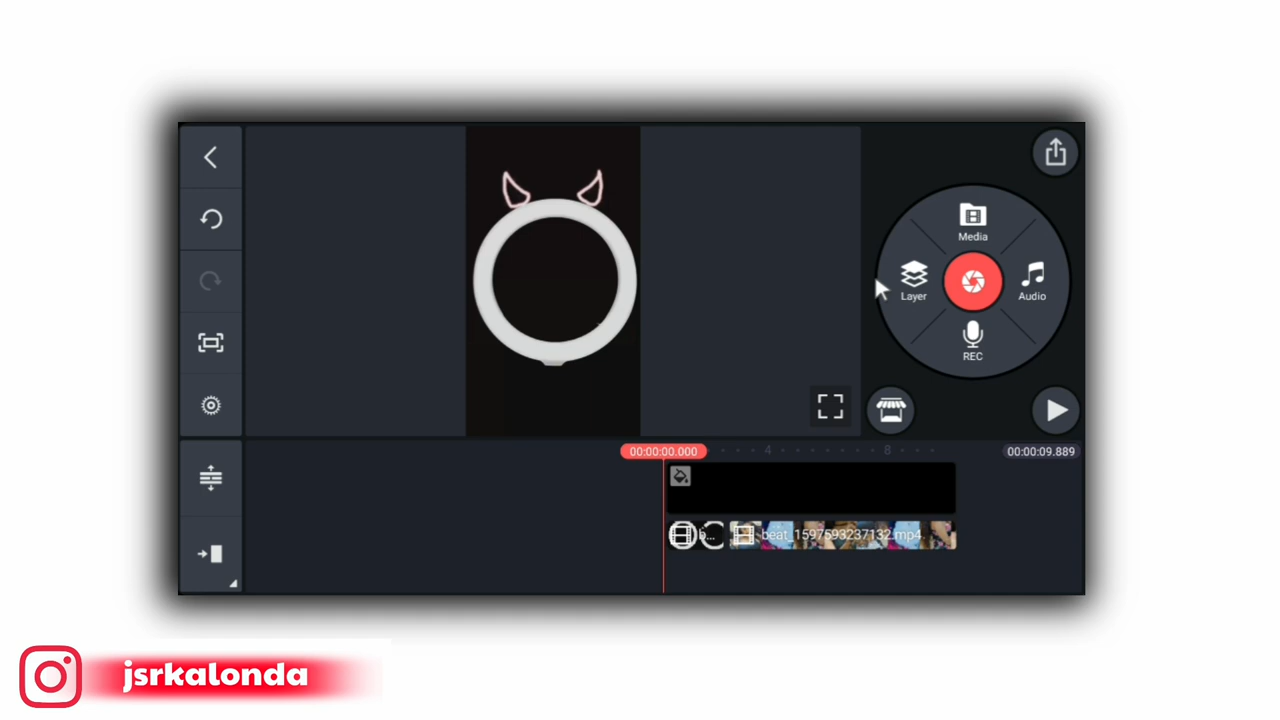 Media
Layer
Audio
REC
00:00:00.000
4
8
00:00:09.889
b...
beat_1597593237132.mp4
jsrkalonda